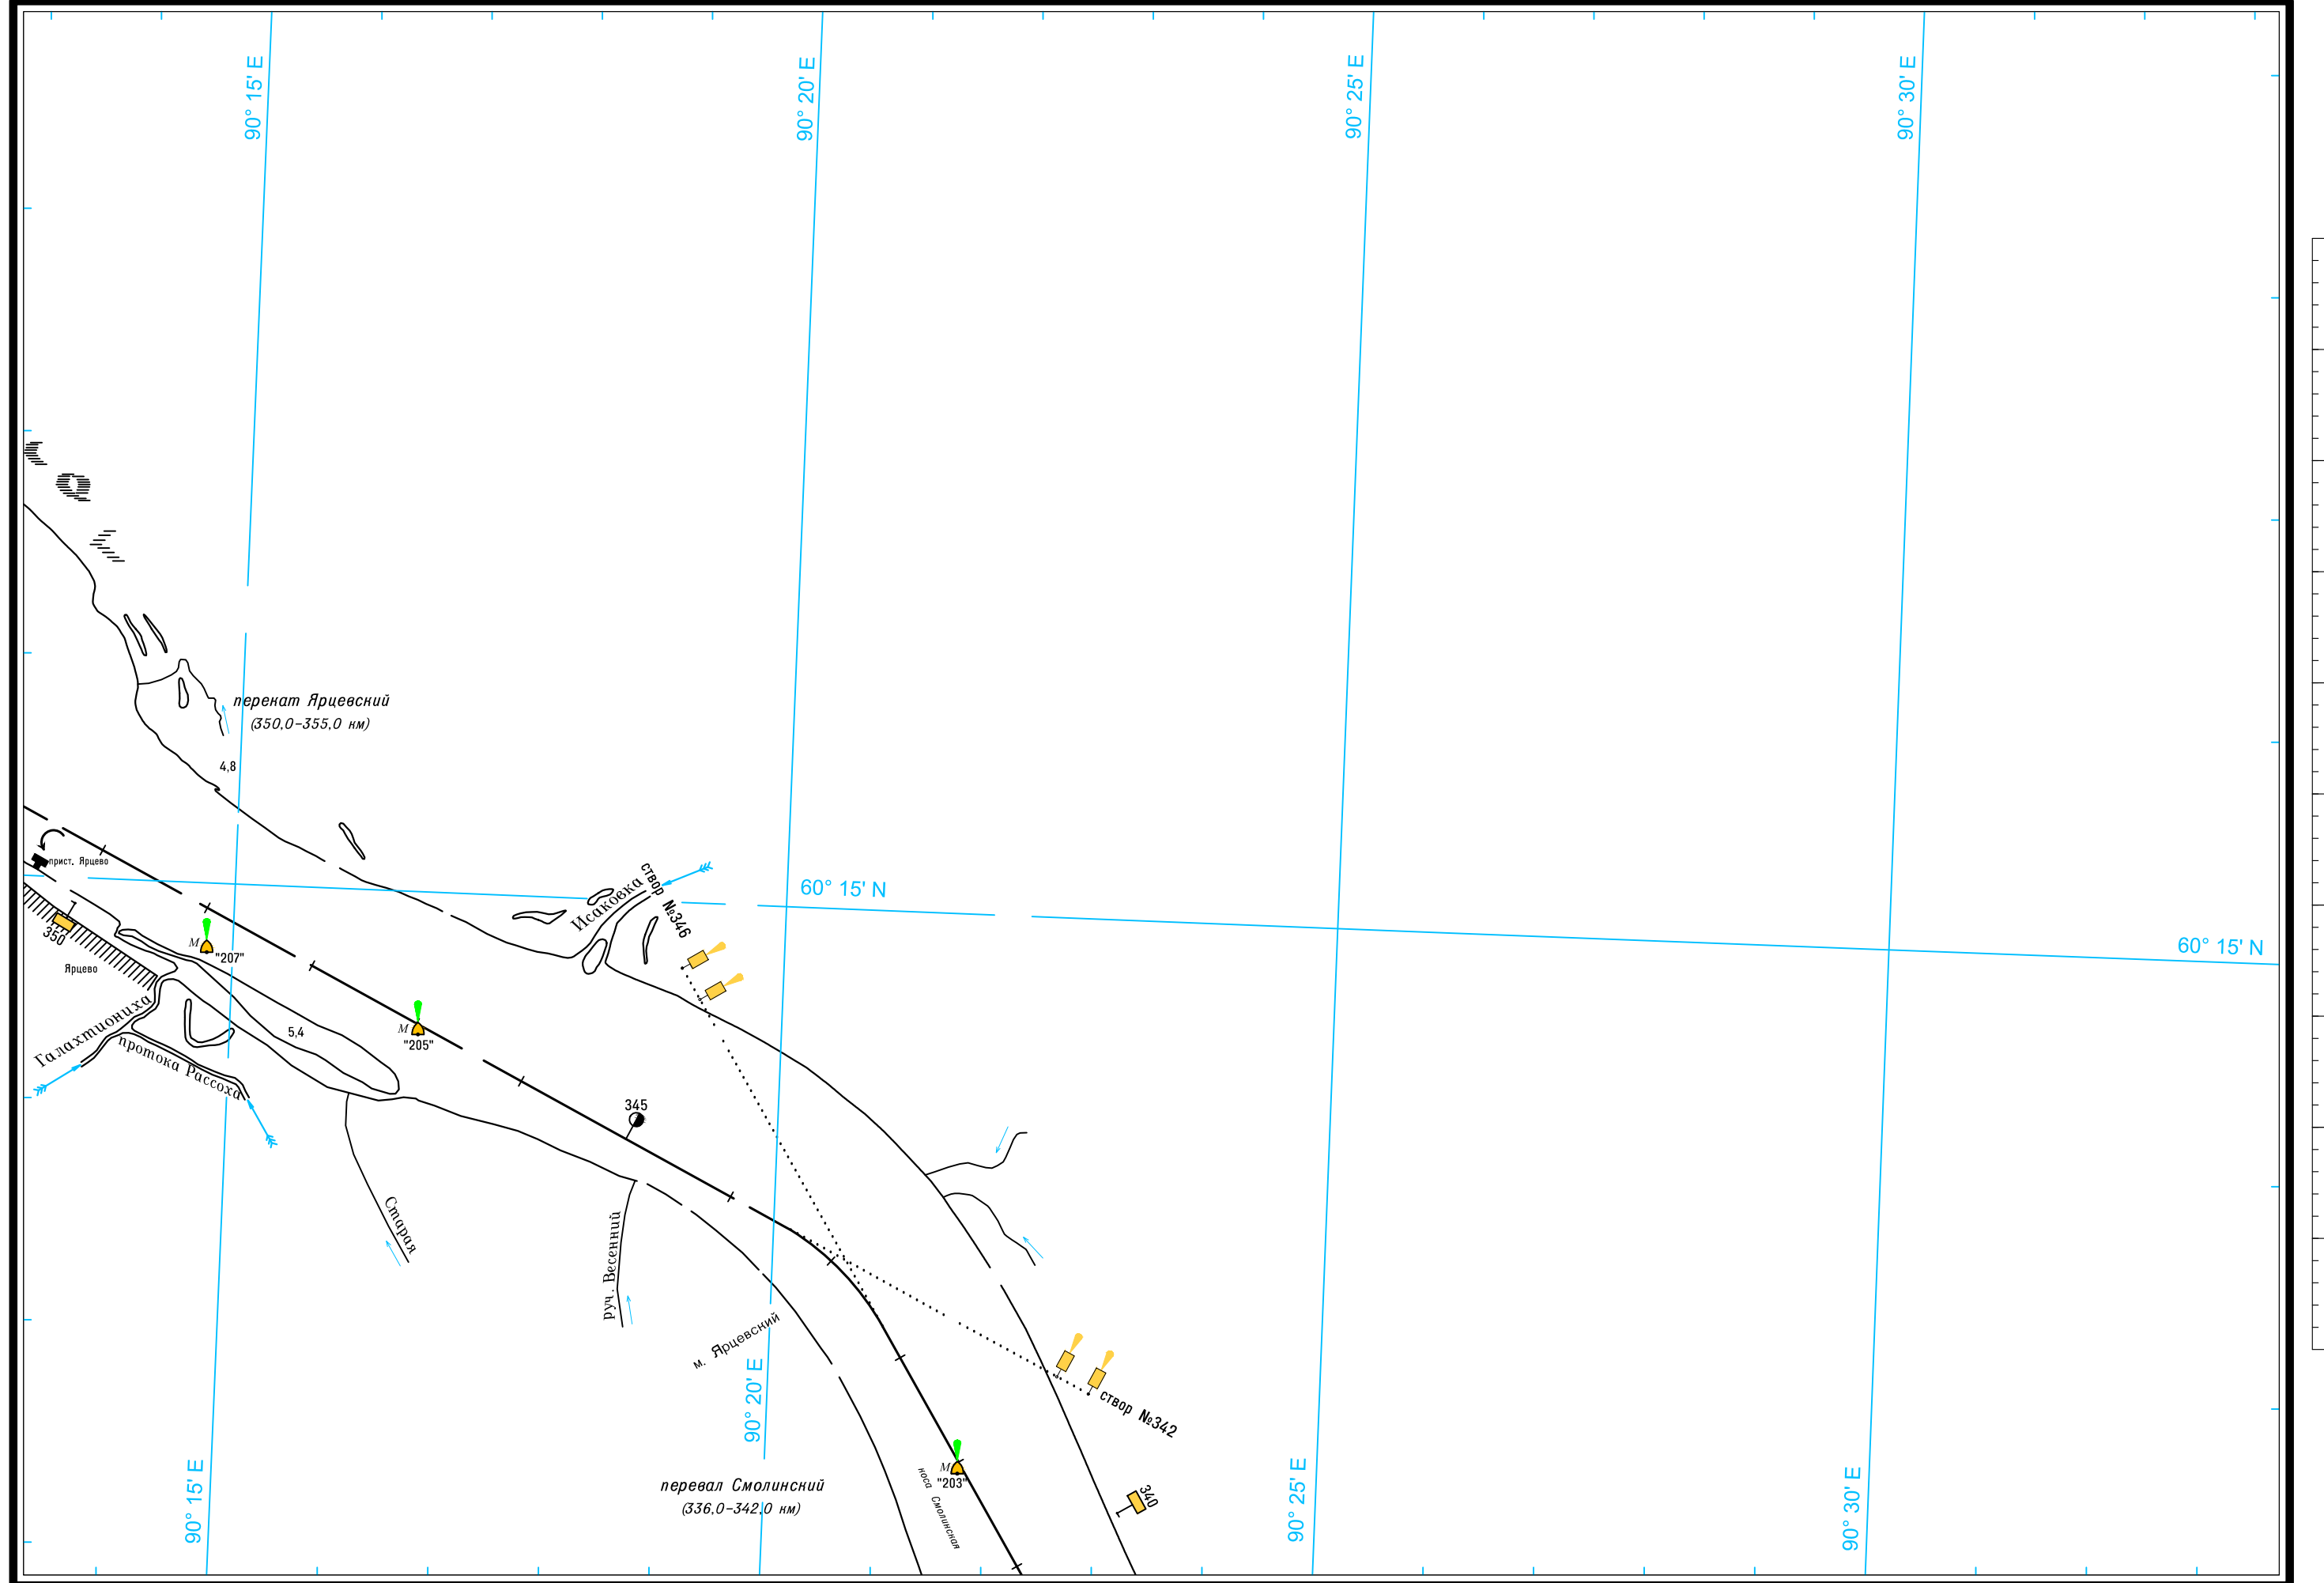 90° 15' E
90° 20' E
90° 25' E
90° 30' E
перекат Ярцевский
(350,0-355,0 км)
4,8
прист. Ярцево
60° 15' N
60° 15' N
Исаковка
створ №346
350
Ярцево
М
"207"
М
"205"
Галахтиониха
протока Рассоха
5,4
345
Старая
руч. Весенний
м. Ярцевский
створ №342
340
М
"203"
коса Смолинская
перевал Смолинский
(336,0-342,0 км)
90° 15' E
90° 20' E
90° 25' E
90° 30' E